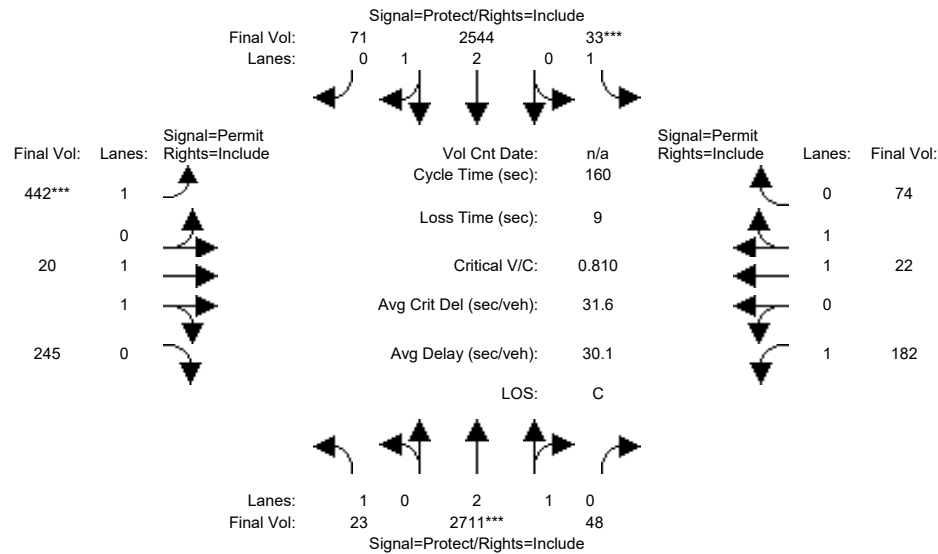 Signal=Protect/Rights=Include
Final Vol: 71 2544 33***
Lanes: 0 1 2 0 1
Signal=Permit Signal=Permit
Final Vol: Lanes: Rights=Include Vol Cnt Date: n/a Rights=Include Lanes: Final Vol:
Cycle Time (sec): 160
442*** 1 0 74
Loss Time (sec): 9
0 1
20 1 Critical V/C: 0.810 1 22
1 Avg Crit Del (sec/veh): 31.6 0
245 0 Avg Delay (sec/veh): 30.1 1 182
LOS: C
Lanes: 1 0 2 1 0
Final Vol: 23 2711*** 48
Signal=Protect/Rights=Include